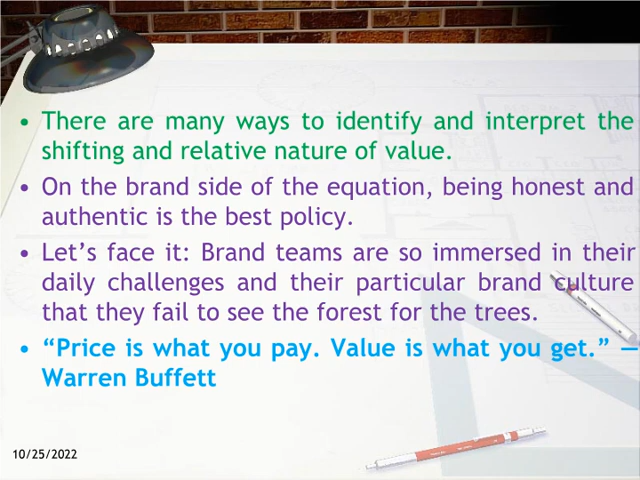 • There are many ways to identify and interpret the
shifting and relative nature of value.
• On the brand side of the equation, being honest and
authentic is the best policy.
• Let’s face it: Brand teams are so immersed in their
daily challenges and their particular brand culture
that they fail to see the forest for the trees.
• “Price is what you pay. Value is what you get.” —
Warren Buffett
10/25/2022